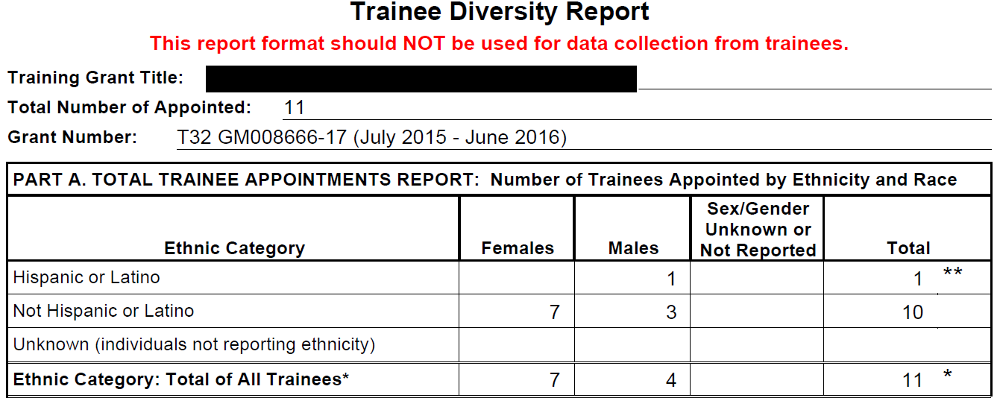 Trainee Diversity Report
This report format should NOT be used for data collection from trainees.
Training Grant Title:
Total Number of Appointed: 11
Grant Number: T32 GM008666-17 (July 2015 - June 2016)
PART A. TOTAL TRAINEE APPOINTMENTS REPORT: Number of Trainees Appointed by Ethnicity and Race
Ethnic Category Females Males Sex/Gender Unknown or Not Reported Total
Hispanic or Latino 1 1 **
Not Hispanic or Latino 7 3 10
Unknown (individuals not reporting ethnicity)
Ethnic Category: Total of All Trainees* 7 4 11 *